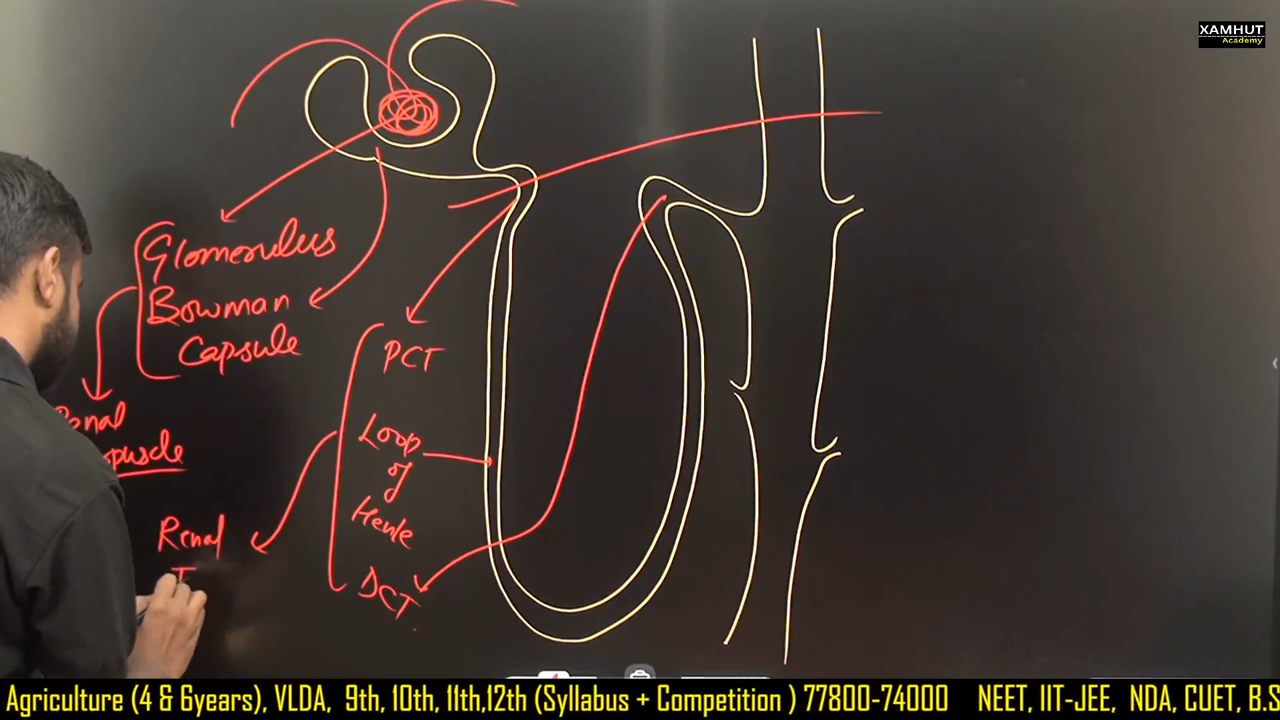 XAMHUT
Academy
Glomerulus
Bowman
Capsule
PCT
Renal
Loop
of
Henle
Renal
DCT
Agriculture (4 & 6years), VLDA, 9th, 10th, 11th,12th (Syllabus + Competition ) 77800-74000 NEET, IIT-JEE, NDA, CUET, B.S